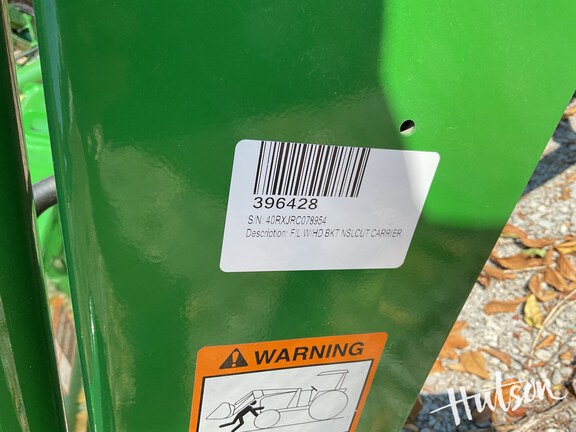 396428
S/N: 40RXJRC078954
Description: F/L W/HD BKT NSLCUT CARRIER
WARNING
Hutson